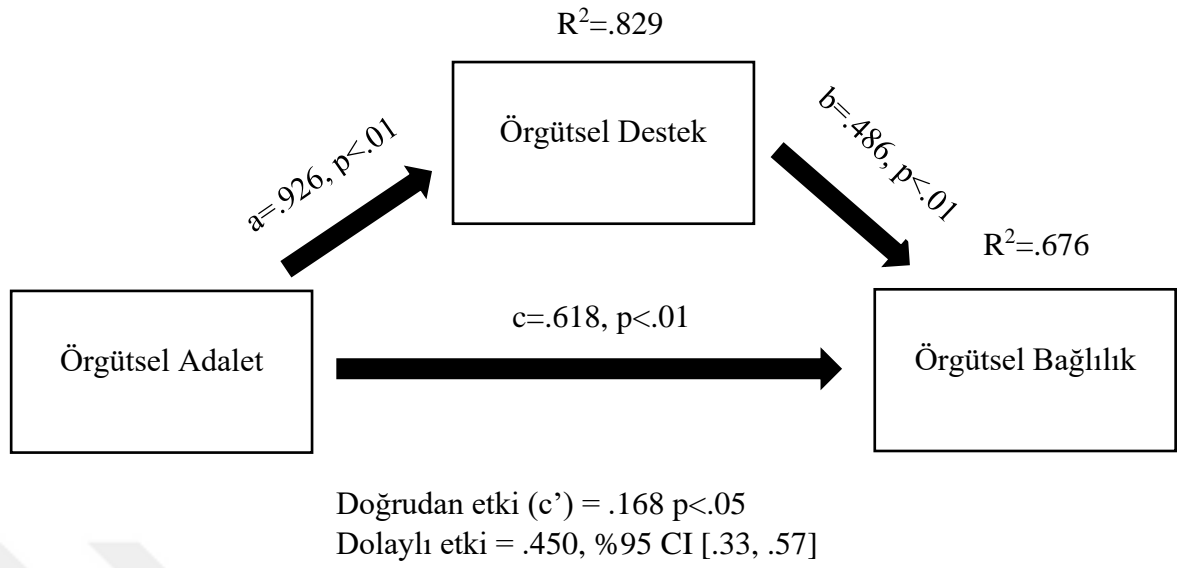 R²=.829
Örgütsel Destek
a=.926, p<.01
b=.486, p<.01
R²=.676
Örgütsel Adalet
c=.618, p<.01
Örgütsel Bağlılık
Doğrudan etki (c’) = .168 p<.05
Dolaylı etki = .450, %95 CI [.33, .57]